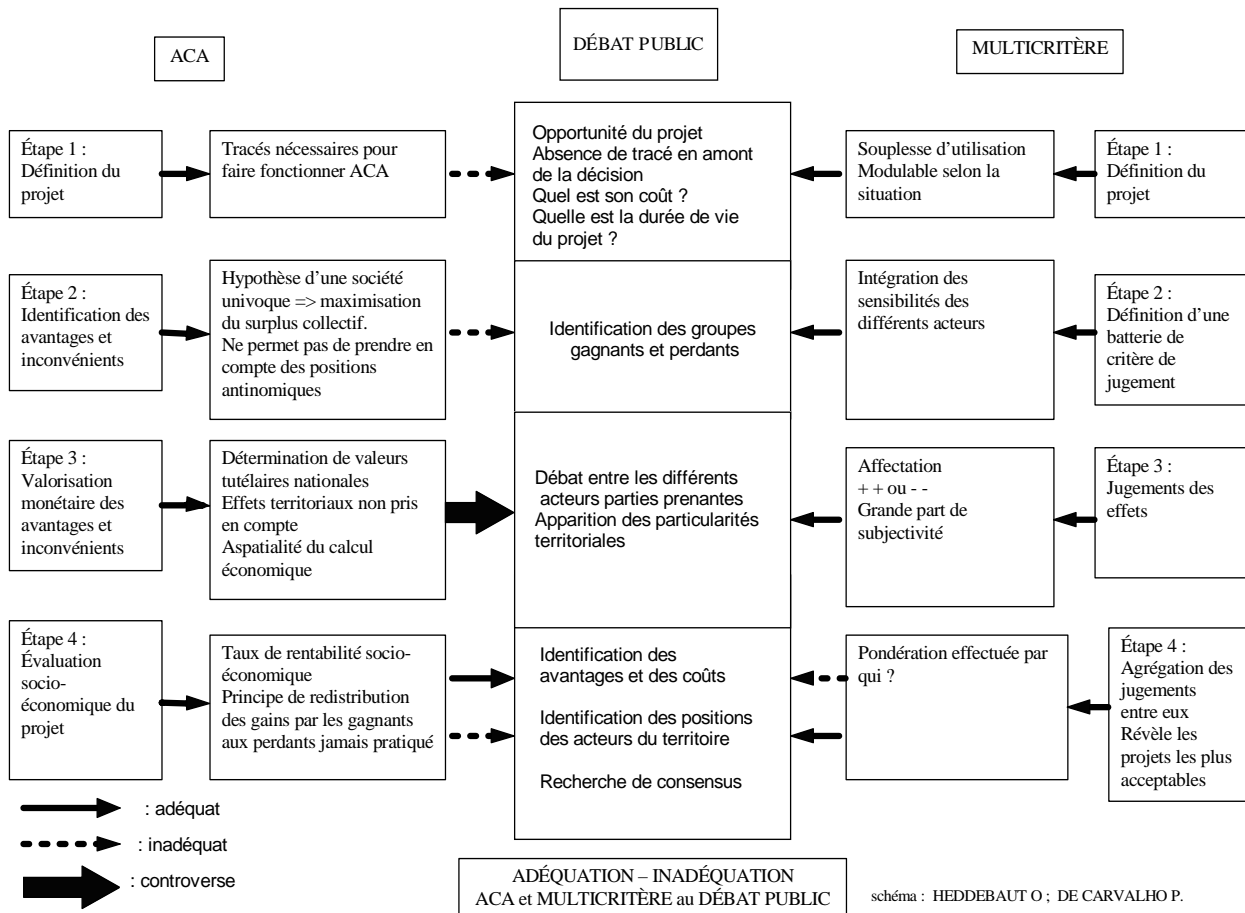 ACA
DÉBAT PUBLIC
MULTICRITÈRE
Étape 1 :
Définition du
projet
Tracés nécessaires pour
faire fonctionner ACA
Opportunité du projet
Absence de tracé en amont
de la décision
Quel est son coût ?
Quelle est la durée de vie
du projet ?
Souplesse d'utilisation
Modulable selon la
situation
Étape 1 :
Définition du
projet
Étape 2 :
Identification des
avantages et
inconvénients
Hypothèse d'une société
univoque => maximisation
du surplus collectif.
Ne permet pas de prendre en
compte des positions
antinomiques
Identification des groupes
gagnants et perdants
Intégration des
sensibilités des
différents acteurs
Étape 2 :
Définition d'une
batterie de
critère de
jugement
Étape 3 :
Valorisation
monétaire des
avantages et
inconvénients
Détermination de valeurs
tutélaires nationales
Effets territoriaux non pris
en compte
Aspatialité du calcul
économique
Débat entre les différents
acteurs parties prenantes
Apparition des particularités
territoriales
Affectation
+ + ou - -
Grande part de
subjectivité
Étape 3 :
Jugements des
effets
Étape 4 :
Évaluation
socio-
économique du
projet
Taux de rentabilité socio-
économique
Principe de redistribution
des gains par les gagnants
aux perdants jamais pratiqué
Identification des
avantages et des coûts
Identification des positions
des acteurs du territoire
Recherche de consensus
Pondération effectuée par
qui ?
Étape 4 :
Agrégation des
jugements
entre eux
Révèle les
projets les plus
acceptables
: adéquat
: inadéquat
: controverse
ADÉQUATION – INADÉQUATION
ACA et MULTICRITÈRE au DÉBAT PUBLIC
schéma : HEDDEBAUT O ; DE CARVALHO P.